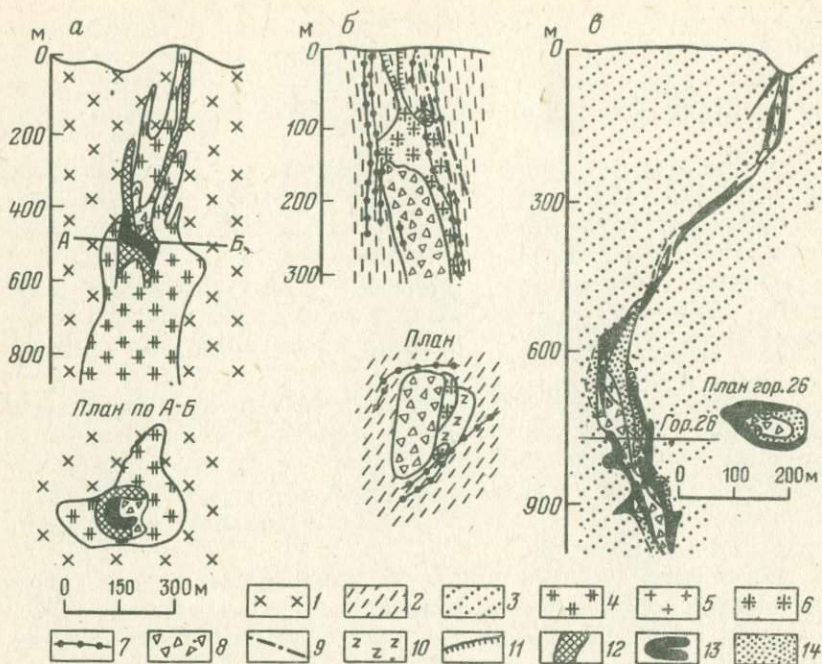 м а
0
200
400
А Б
600
800
План по А-Б
0 150 300 м
м б
0
100
200
300
План
м в
0
300
600
План гор. 26
Гор. 26
0 100 200 м
900
1 2 3 4 5 6
7 8 9 z z z 10 11 12 13 14